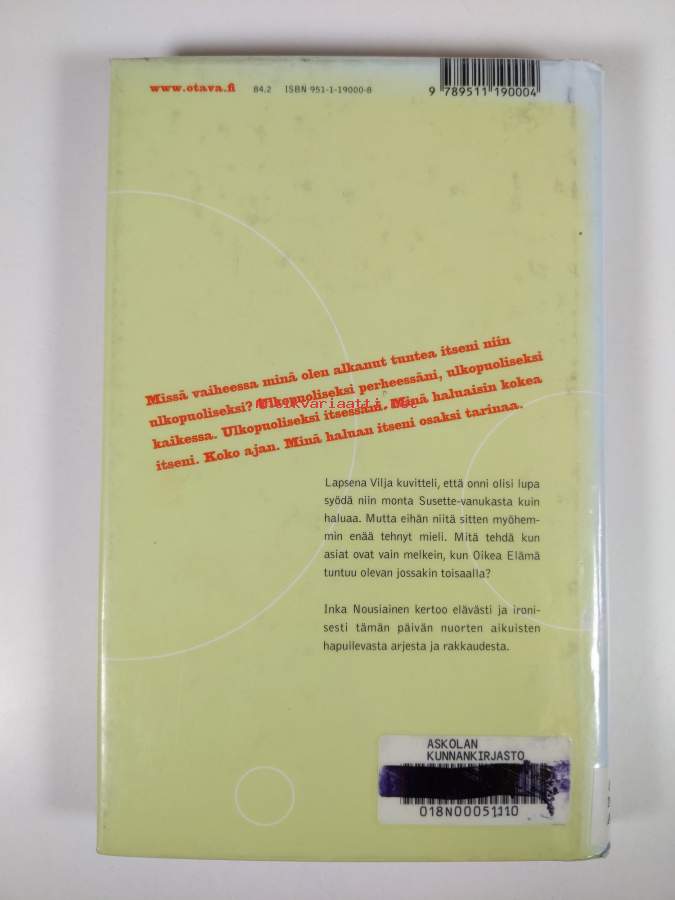 www.otava.fi 84.2 ISBN 951-1-19000-8
9 789511 190004
Missä vaiheessa minä olen alkanut tuntea itseni niin
ulkopuoliseksi? Ulkopuoliseksi perheessäni, ulkopuoliseksi
kaikessa. Ulkopuoliseksi itsessäni. Minä haluaisin kokea
itseni. Koko ajan. Minä haluan itseni osaksi tarinaa.
Antikvariaatti.net
Lapsena Vilja kuvitteli, että onni olisi lupa
syödä niin monta Susette-vanukasta kuin
haluaa. Mutta eihän niitä sitten myöhem-
min enää tehnyt mieli. Mitä tehdä kun
asiat ovat vain melkein, kun Oikea Elämä
tuntuu olevan jossakin toisaalla?
Inka Nousiainen kertoo elävästi ja ironi-
sesti tämän päivän nuorten aikuisten
hapuilevasta arjesta ja rakkaudesta.
ASKOLAN
KUNNANKIRJASTO
018N00051110